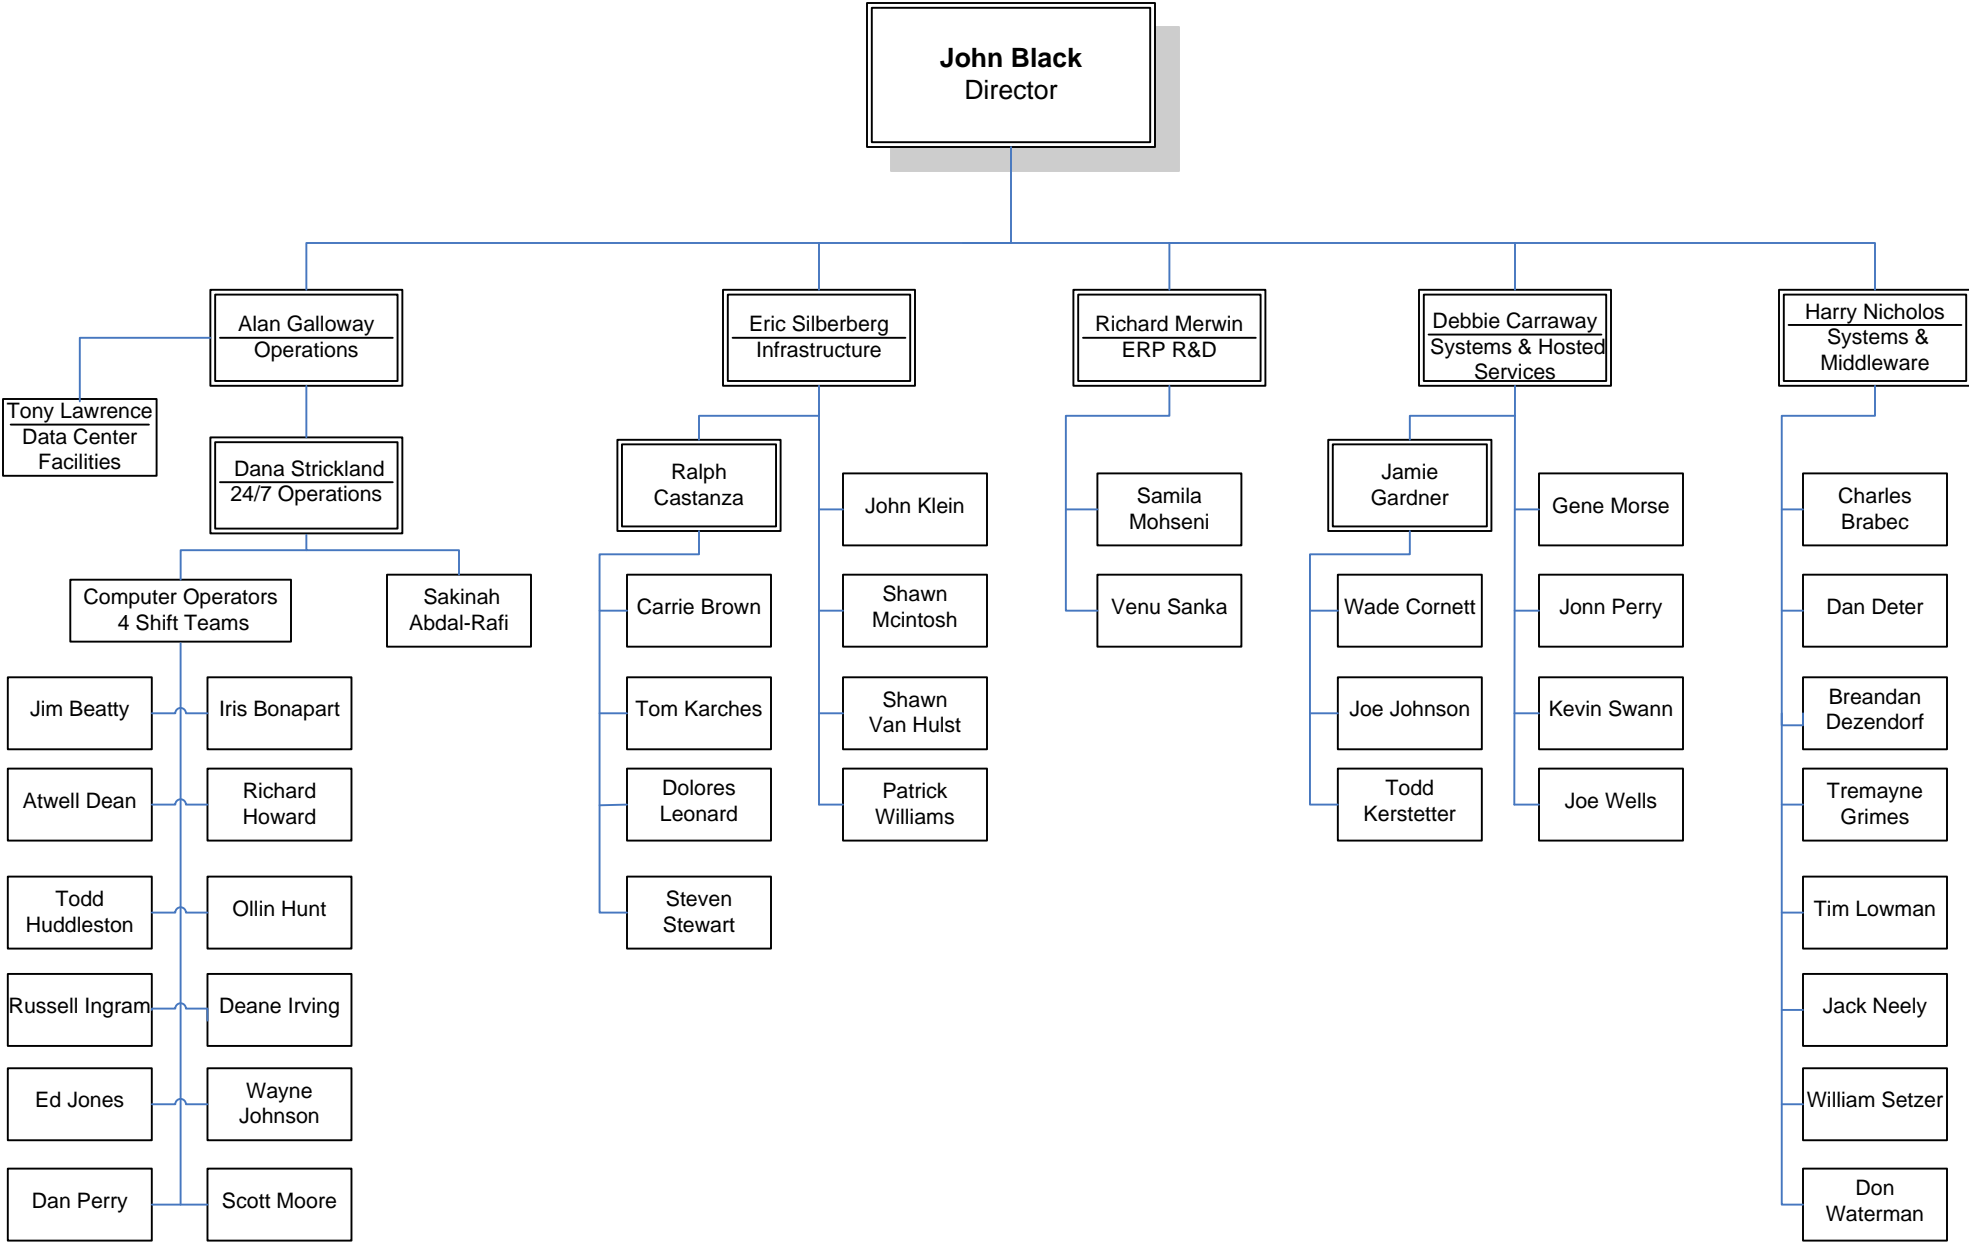 John Black
Director
Alan Galloway
Operations
Eric Silberberg
Infrastructure
Richard Merwin
ERP R&D
Debbie Carraway
Systems & Hosted
Services
Harry Nicholos
Systems &
Middleware
Tony Lawrence
Data Center
Facilities
Dana Strickland
24/7 Operations
Computer Operators
4 Shift Teams
Sakinah
Abdal-Rafi
Jim Beatty
Iris Bonapart
Atwell Dean
Richard
Howard
Todd
Huddleston
Ollin Hunt
Russell Ingram
Deane Irving
Ed Jones
Wayne
Johnson
Dan Perry
Scott Moore
Ralph
Castanza
Carrie Brown
Tom Karches
Dolores
Leonard
Steven
Stewart
John Klein
Shawn
Mcintosh
Shawn
Van Hulst
Patrick
Williams
Samila
Mohseni
Venu Sanka
Jamie
Gardner
Wade Cornett
Joe Johnson
Todd
Kerstetter
Gene Morse
Jonn Perry
Kevin Swann
Joe Wells
Charles
Brabec
Dan Deter
Breandan
Dezendorf
Tremayne
Grimes
Tim Lowman
Jack Neely
William Setzer
Don
Waterman